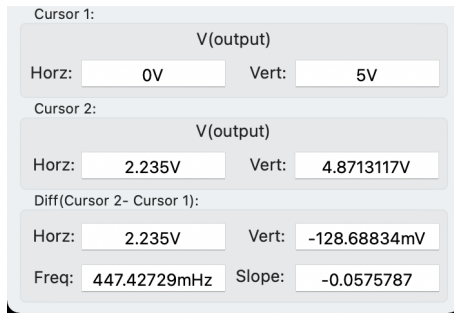 Cursor 1:
V(output)
Horz: 0V Vert: 5V
Cursor 2:
V(output)
Horz: 2.235V Vert: 4.8713117V
Diff(Cursor 2- Cursor 1):
Horz: 2.235V Vert: -128.68834mV
Freq: 447.42729mHz Slope: -0.0575787